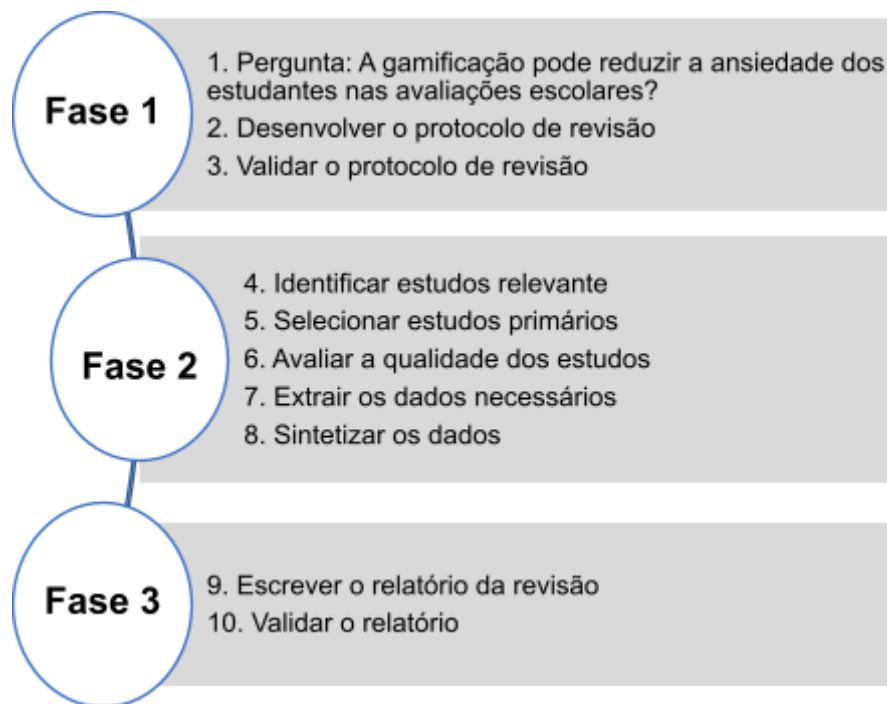 Fase 1
1. Pergunta: A gamificação pode reduzir a ansiedade dos
estudantes nas avaliações escolares?
2. Desenvolver o protocolo de revisão
3. Validar o protocolo de revisão
Fase 2
4. Identificar estudos relevante
5. Selecionar estudos primários
6. Avaliar a qualidade dos estudos
7. Extrair os dados necessários
8. Sintetizar os dados
Fase 3
9. Escrever o relatório da revisão
10. Validar o relatório